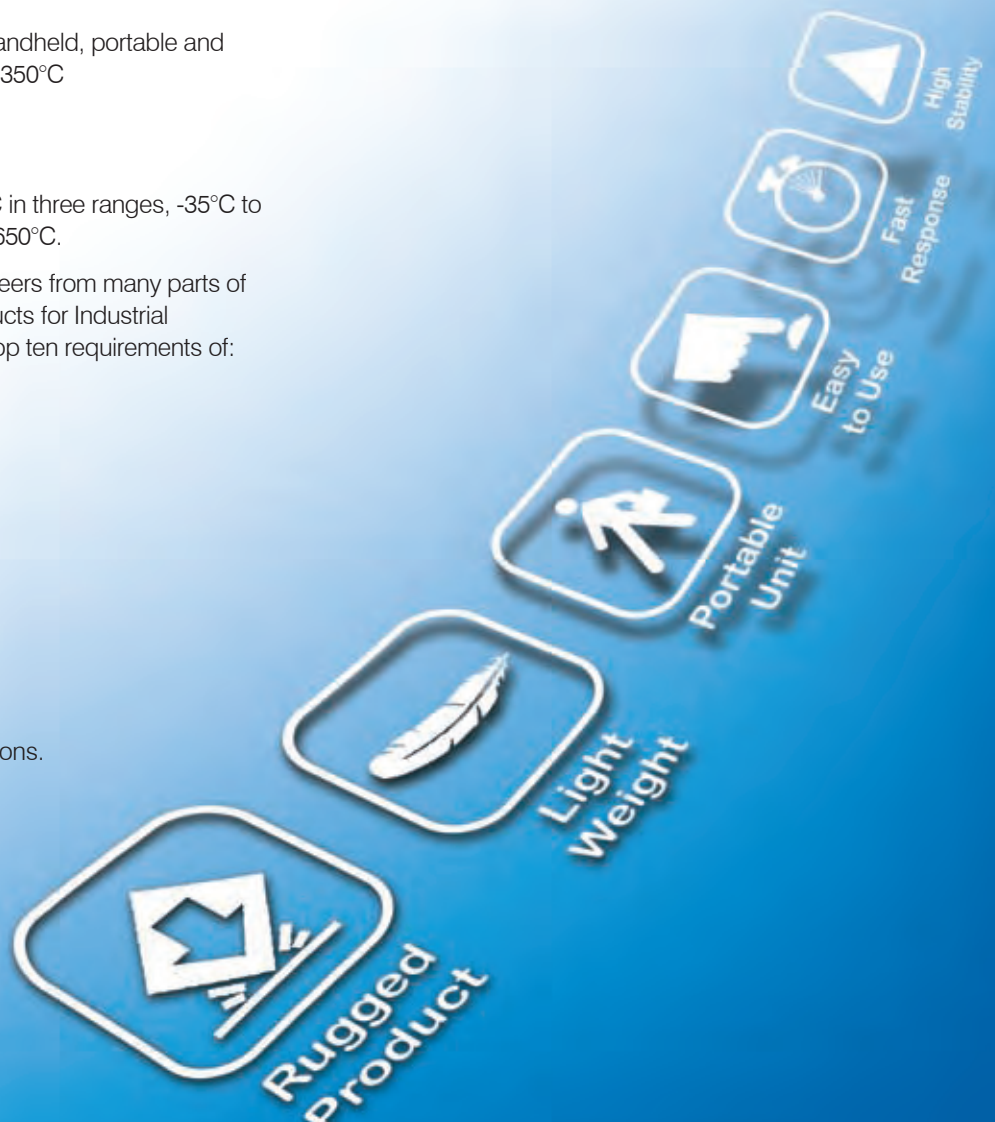 andheld, portable and
350°C
C in three ranges, -35°C to
650°C.
eers from many parts of
ucts for Industrial
op ten requirements of:
ons.
High
Stability
Fast
Response
Easy
to Use
Portable
Unit
Light
Weight
Rugged
Product